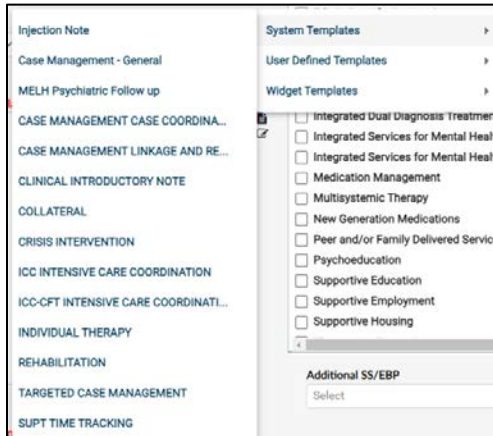 Injection Note
Case Management - General
MELH Psychiatric Follow up
CASE MANAGEMENT CASE COORDINA...
CASE MANAGEMENT LINKAGE AND RE...
CLINICAL INTRODUCTORY NOTE
COLLATERAL
CRISIS INTERVENTION
ICC INTENSIVE CARE COORDINATION
ICC-CFT INTENSIVE CARE COORDINATI...
INDIVIDUAL THERAPY
REHABILITATION
TARGETED CASE MANAGEMENT
SUPT TIME TRACKING
System Templates
User Defined Templates
Widget Templates
Integrated Dual Diagnosis Treatmen
Integrated Services for Mental Heal
Integrated Services for Mental Heal
Medication Management
Multisystemic Therapy
New Generation Medications
Peer and/or Family Delivered Servic
Psychoeducation
Supportive Education
Supportive Employment
Supportive Housing
Additional SS/EBP
Select